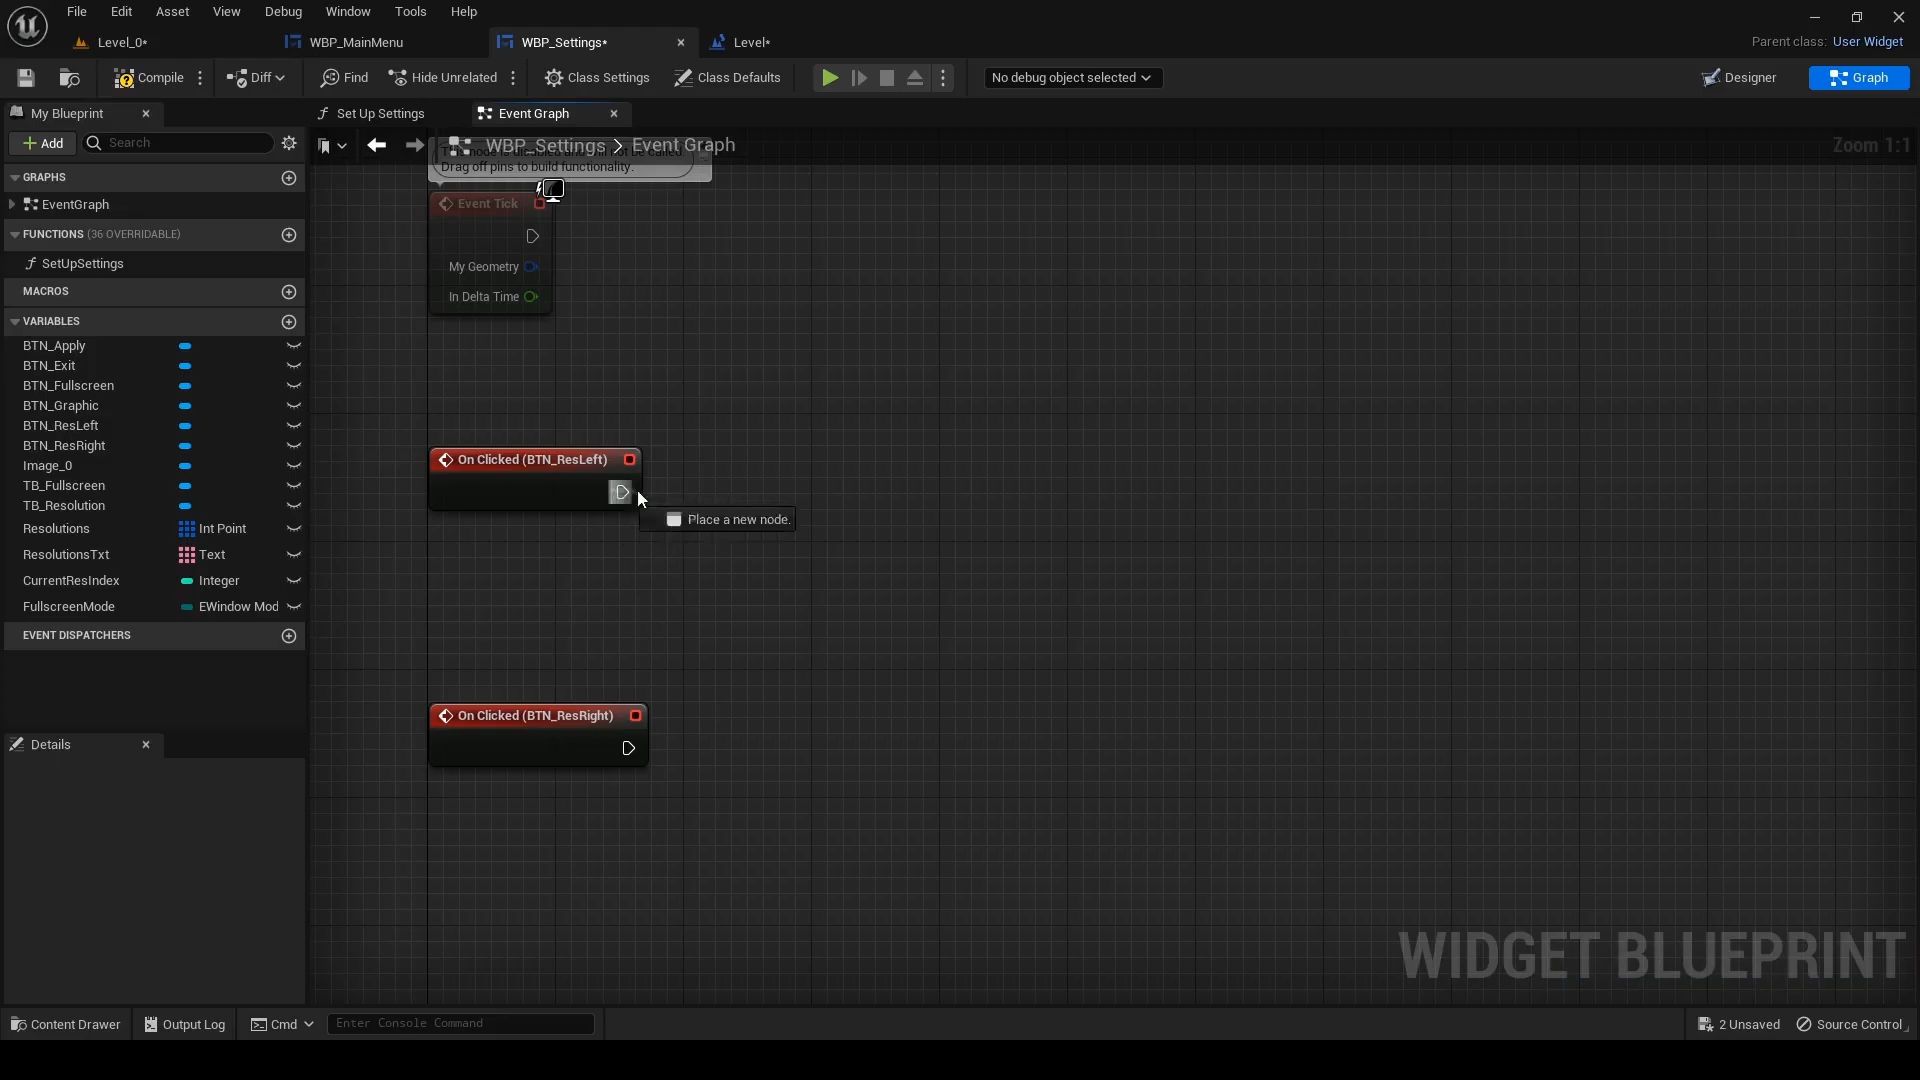 File Edit Asset View Debug Window Tools Help
Level_0* WBP_MainMenu WBP_Settings* Level* Parent class: User Widget
Compile Diff Find Hide Unrelated Class Settings Class Defaults No debug object selected Designer Graph
My Blueprint Set Up Settings Event Graph
Add Search WBP_Settings > Event Graph Zoom 1:1
Drag off pins to build functionality.
GRAPHS
EventGraph Event Tick
FUNCTIONS (36 OVERRIDABLE)
SetUpSettings My Geometry
MACROS In Delta Time
VARIABLES
BTN_Apply
BTN_Exit
BTN_Fullscreen
BTN_Graphic
BTN_ResLeft
BTN_ResRight
Image_0 On Clicked (BTN_ResLeft)
TB_Fullscreen
TB_Resolution
Place a new node.
Resolutions Int Point
ResolutionsTxt Text
CurrentResIndex Integer
FullscreenMode EWindow Mod
EVENT DISPATCHERS
On Clicked (BTN_ResRight)
Details
WIDGET BLUEPRINT
Content Drawer Output Log Cmd Enter Console Command 2 Unsaved Source Control